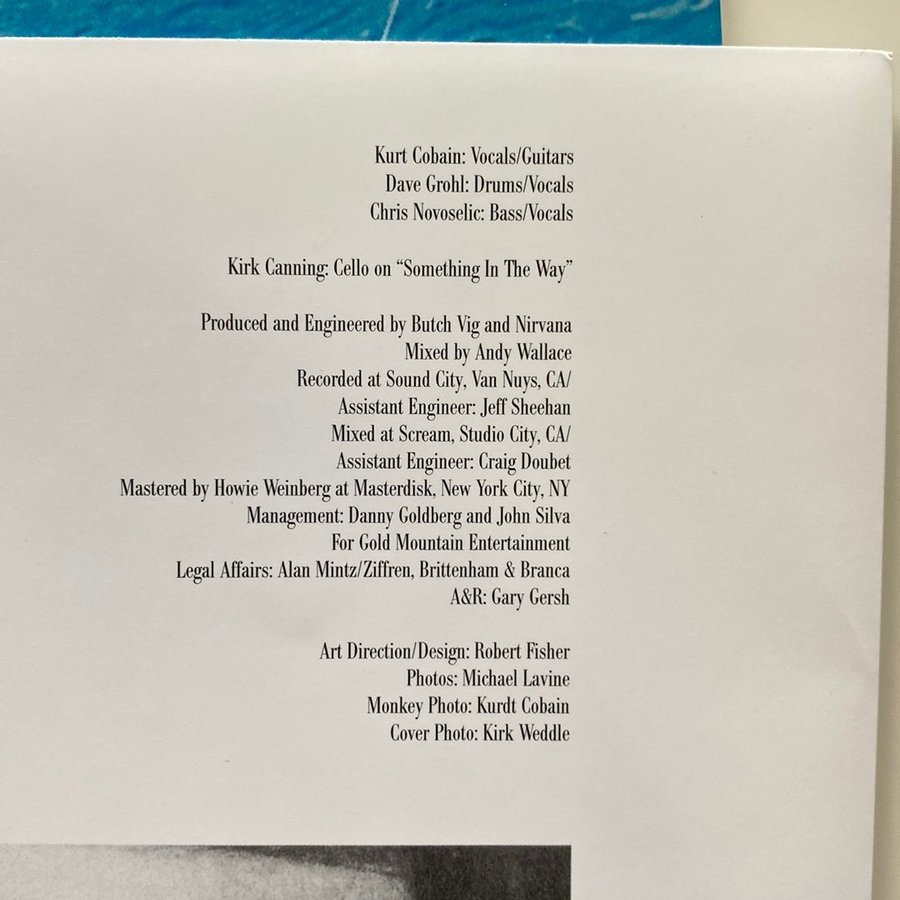 Kurt Cobain: Vocals/Guitars
Dave Grohl: Drums/Vocals
Chris Novoselic: Bass/Vocals
Kirk Canning: Cello on “Something In The Way”
Produced and Engineered by Butch Vig and Nirvana
Mixed by Andy Wallace
Recorded at Sound City, Van Nuys, CA/
Assistant Engineer: Jeff Sheehan
Mixed at Scream, Studio City, CA/
Assistant Engineer: Craig Doubet
Mastered by Howie Weinberg at Masterdisk, New York City, NY
Management: Danny Goldberg and John Silva
For Gold Mountain Entertainment
Legal Affairs: Alan Mintz/Ziffren, Brittenham & Branca
A&R: Gary Gersh
Art Direction/Design: Robert Fisher
Photos: Michael Lavine
Monkey Photo: Kurdt Cobain
Cover Photo: Kirk Weddle